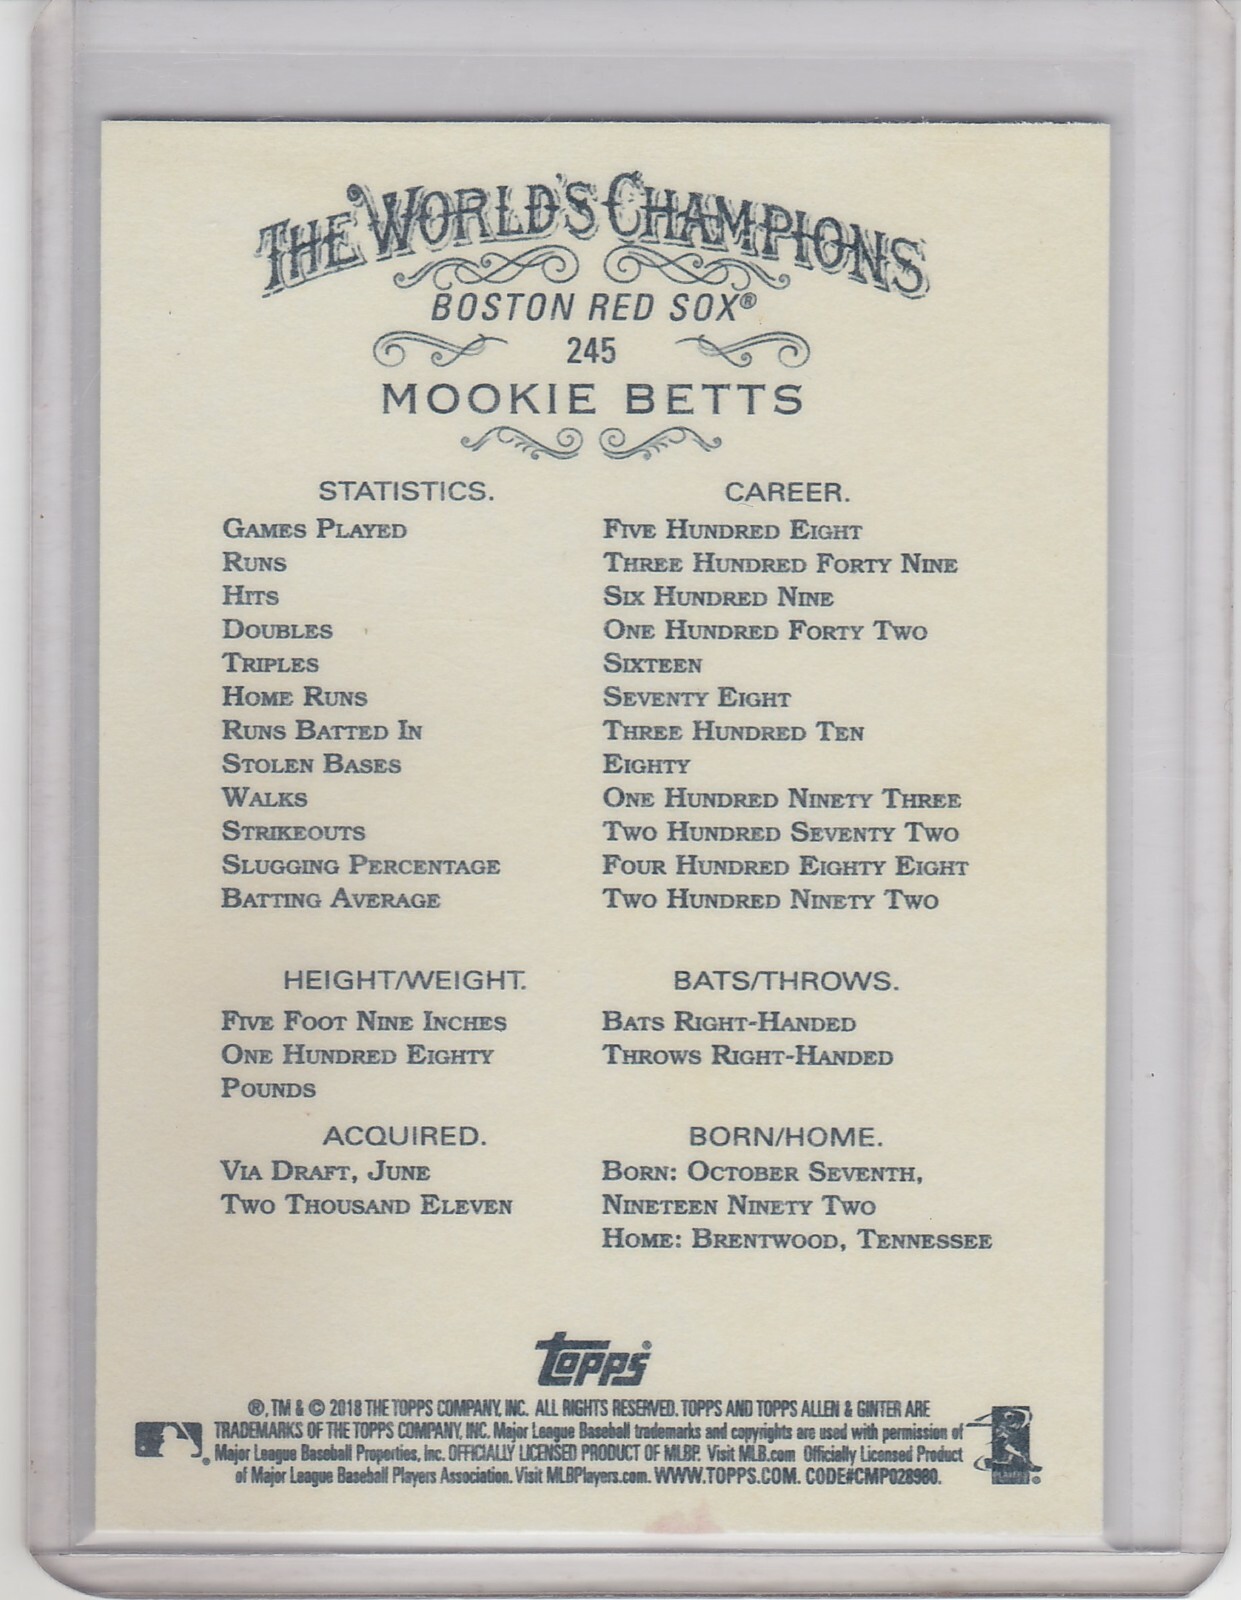 THE WORLD'S CHAMPIONS
BOSTON RED SOX®
245
MOOKIE BETTS
STATISTICS. CAREER.
GAMES PLAYED FIVE HUNDRED EIGHT
RUNS THREE HUNDRED FORTY NINE
HITS SIX HUNDRED NINE
DOUBLES ONE HUNDRED FORTY TWO
TRIPLES SIXTEEN
HOME RUNS SEVENTY EIGHT
RUNS BATTED IN THREE HUNDRED TEN
STOLEN BASES EIGHTY
WALKS ONE HUNDRED NINETY THREE
STRIKEOUTS TWO HUNDRED SEVENTY TWO
SLUGGING PERCENTAGE FOUR HUNDRED EIGHTY EIGHT
BATTING AVERAGE TWO HUNDRED NINETY TWO
HEIGHT/WEIGHT. BATS/THROWS.
FIVE FOOT NINE INCHES BATS RIGHT-HANDED
ONE HUNDRED EIGHTY THROWS RIGHT-HANDED
POUNDS
ACQUIRED. BORN/HOME.
VIA DRAFT, JUNE BORN: OCTOBER SEVENTH,
TWO THOUSAND ELEVEN NINETEEN NINETY TWO
HOME: BRENTWOOD, TENNESSEE
Topps®
®, TM & © 2018 THE TOPPS COMPANY, INC. ALL RIGHTS RESERVED. TOPPS AND TOPPS ALLEN & GINTER ARE
TRADEMARKS OF THE TOPPS COMPANY, INC. Major League Baseball trademarks and copyrights are used with permission of
Major League Baseball Properties, Inc. OFFICIALLY LICENSED PRODUCT OF MLBP. Visit MLB.com Officially Licensed Product
of Major League Baseball Players Association. Visit MLBPlayers.com. WWW.TOPPS.COM. CODE#CMP028980.